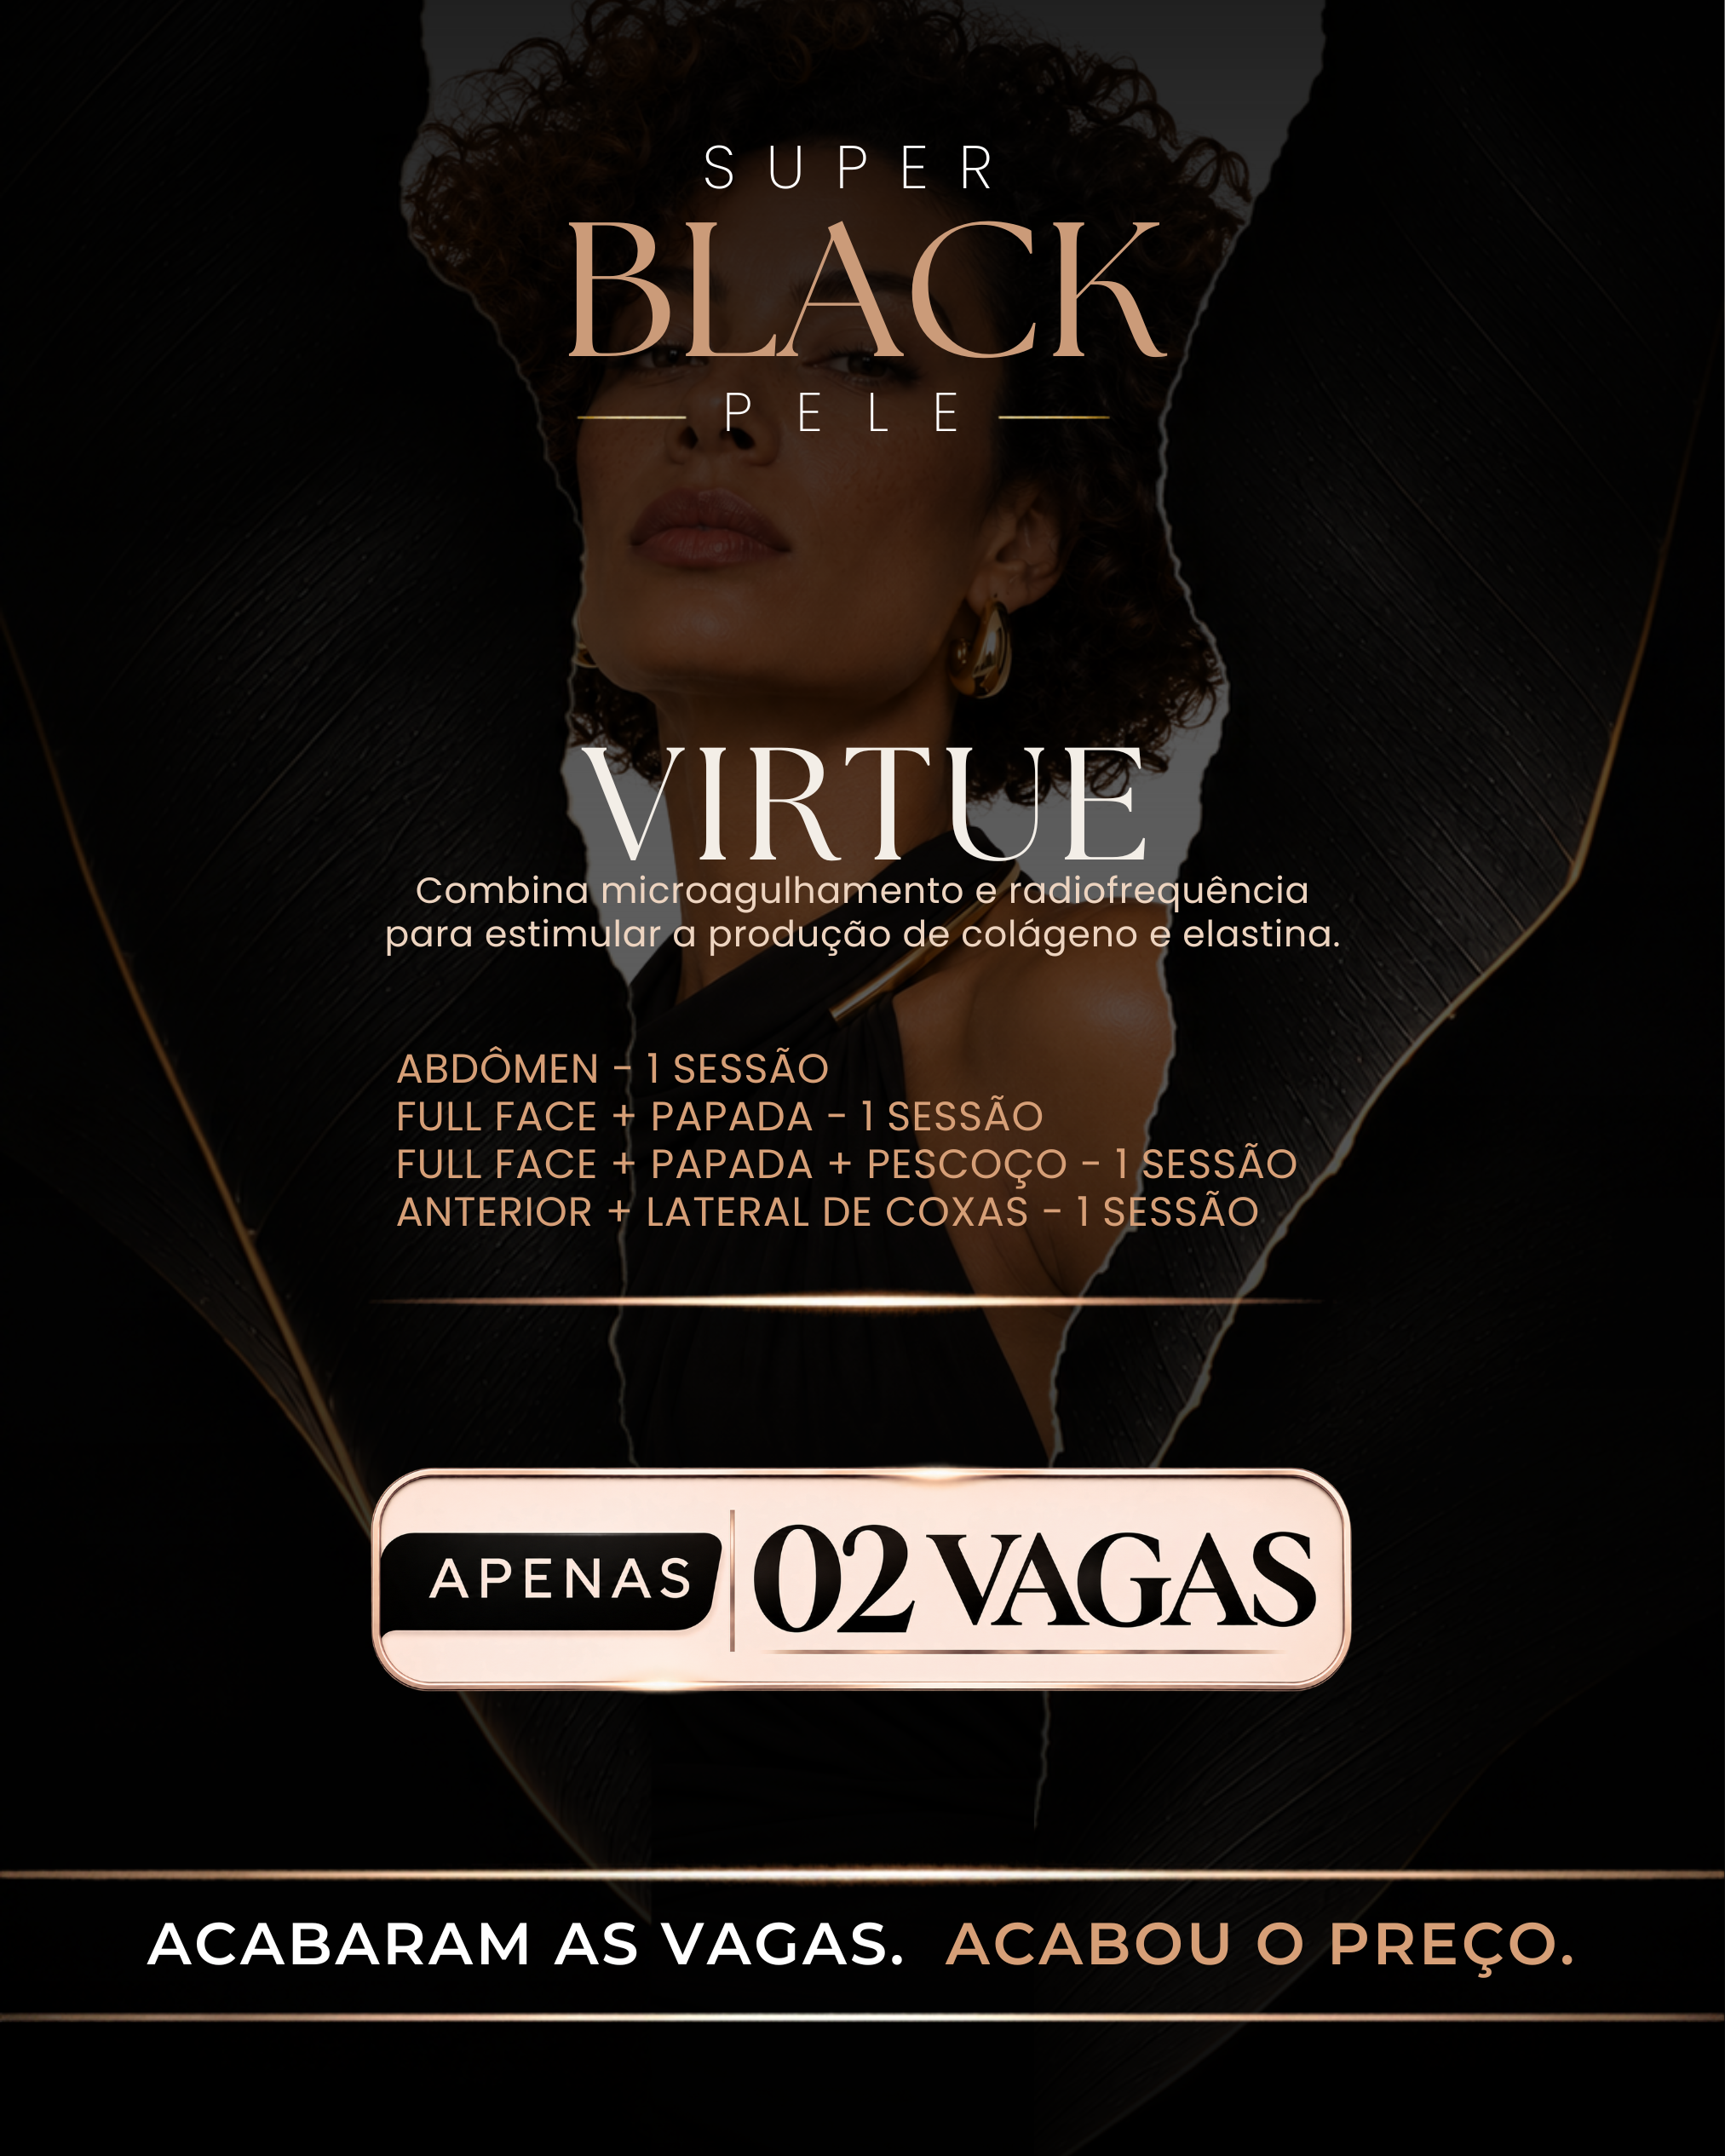 SUPER
BLACK
PELE
VIRTUE
Combina microagulhamento e radiofrequência
para estimular a produção de colágeno e elastina.
ABDÔMEN - 1 SESSÃO
FULL FACE + PAPADA - 1 SESSÃO
FULL FACE + PAPADA + PESCOÇO - 1 SESSÃO
ANTERIOR + LATERAL DE COXAS - 1 SESSÃO
APENAS 02 VAGAS
ACABARAM AS VAGAS. ACABOU O PREÇO.